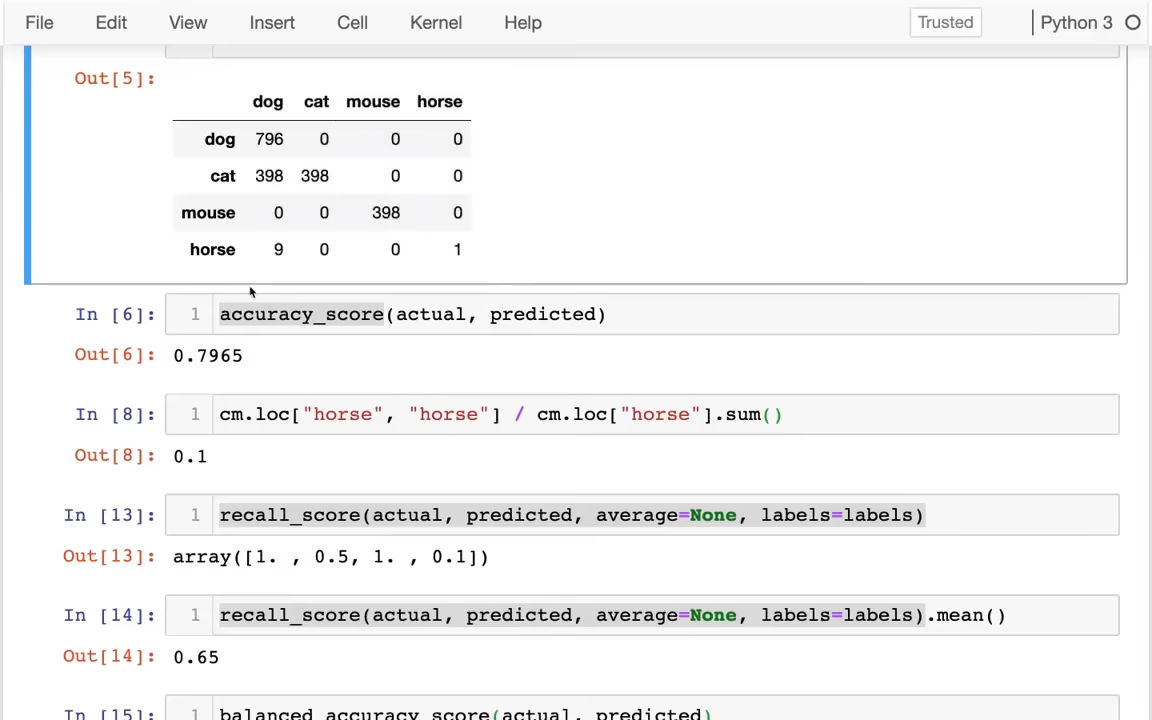 File Edit View Insert Cell Kernel Help Trusted Python 3
Out[5]:
dog cat mouse horse
dog 796 0 0 0
cat 398 398 0 0
mouse 0 0 398 0
horse 9 0 0 1
In [6]: 1 accuracy_score(actual, predicted)
Out[6]: 0.7965
In [8]: 1 cm.loc["horse", "horse"] / cm.loc["horse"].sum()
Out[8]: 0.1
In [13]: 1 recall_score(actual, predicted, average=None, labels=labels)
Out[13]: array([1. , 0.5, 1. , 0.1])
In [14]: 1 recall_score(actual, predicted, average=None, labels=labels).mean()
Out[14]: 0.65
In [15]: 1 balanced_accuracy_score(actual, predicted)